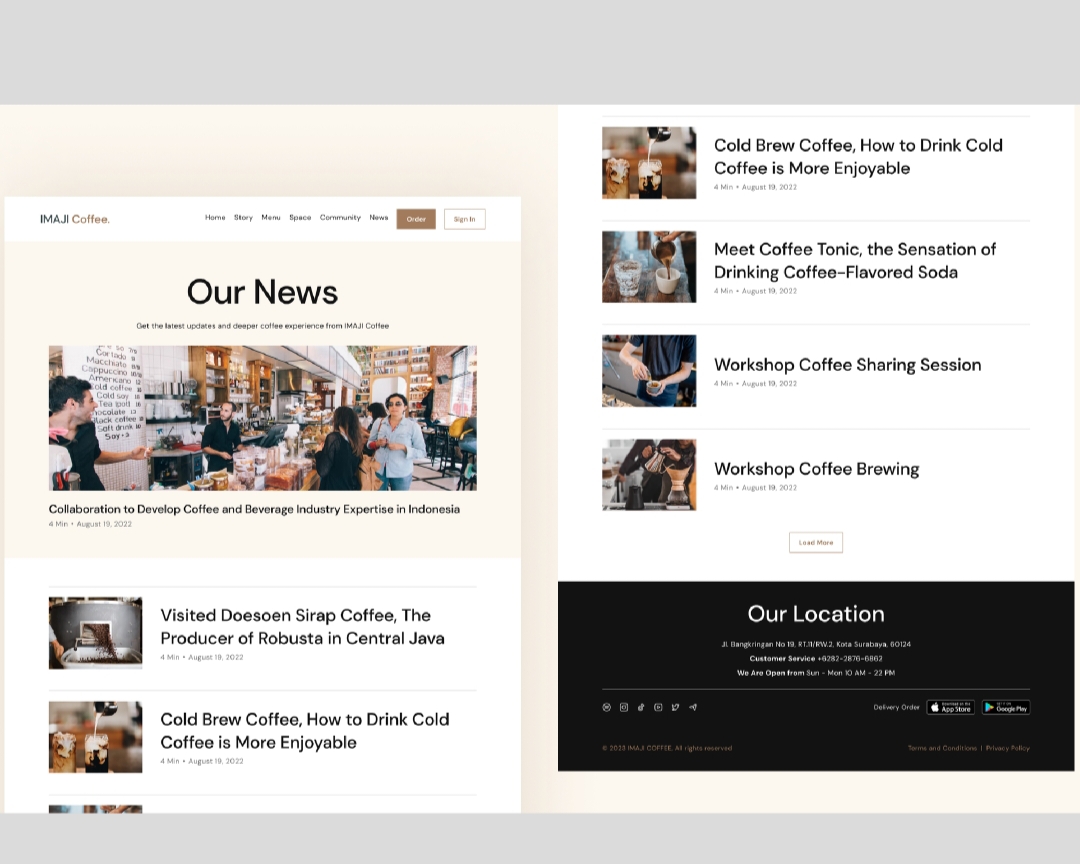 IMAJI Coffee.
Home Story Menu Space Community News Order Sign In
Our News
Get the latest updates and deeper coffee experience from IMAJI Coffee
Cortado
Macchiato
Cappuccino
Americano
Cold coffee
Cold soy
Tea pott
Black coffee
Soft drink
Soy+3
Collaboration to Develop Coffee and Beverage Industry Expertise in Indonesia
4 Min • August 19, 2022
Visited Doesoen Sirap Coffee, The
Producer of Robusta in Central Java
4 Min • August 19, 2022
Cold Brew Coffee, How to Drink Cold
Coffee is More Enjoyable
4 Min • August 19, 2022
Cold Brew Coffee, How to Drink Cold
Coffee is More Enjoyable
4 Min • August 19, 2022
Meet Coffee Tonic, the Sensation of
Drinking Coffee-Flavored Soda
4 Min • August 19, 2022
Workshop Coffee Sharing Session
4 Min • August 19, 2022
Workshop Coffee Brewing
4 Min • August 19, 2022
Load More
Our Location
Jl. Bangkringan No 19, RT.11/RW.2, Kota Surabaya, 60124
Customer Service +6282-2876-6862
We Are Open from Sun - Mon 10 AM - 22 PM
Delivery Order App Store Google Play
© 2023 IMAJI COFFEE. All rights reserved
Terms and Conditions | Privacy Policy